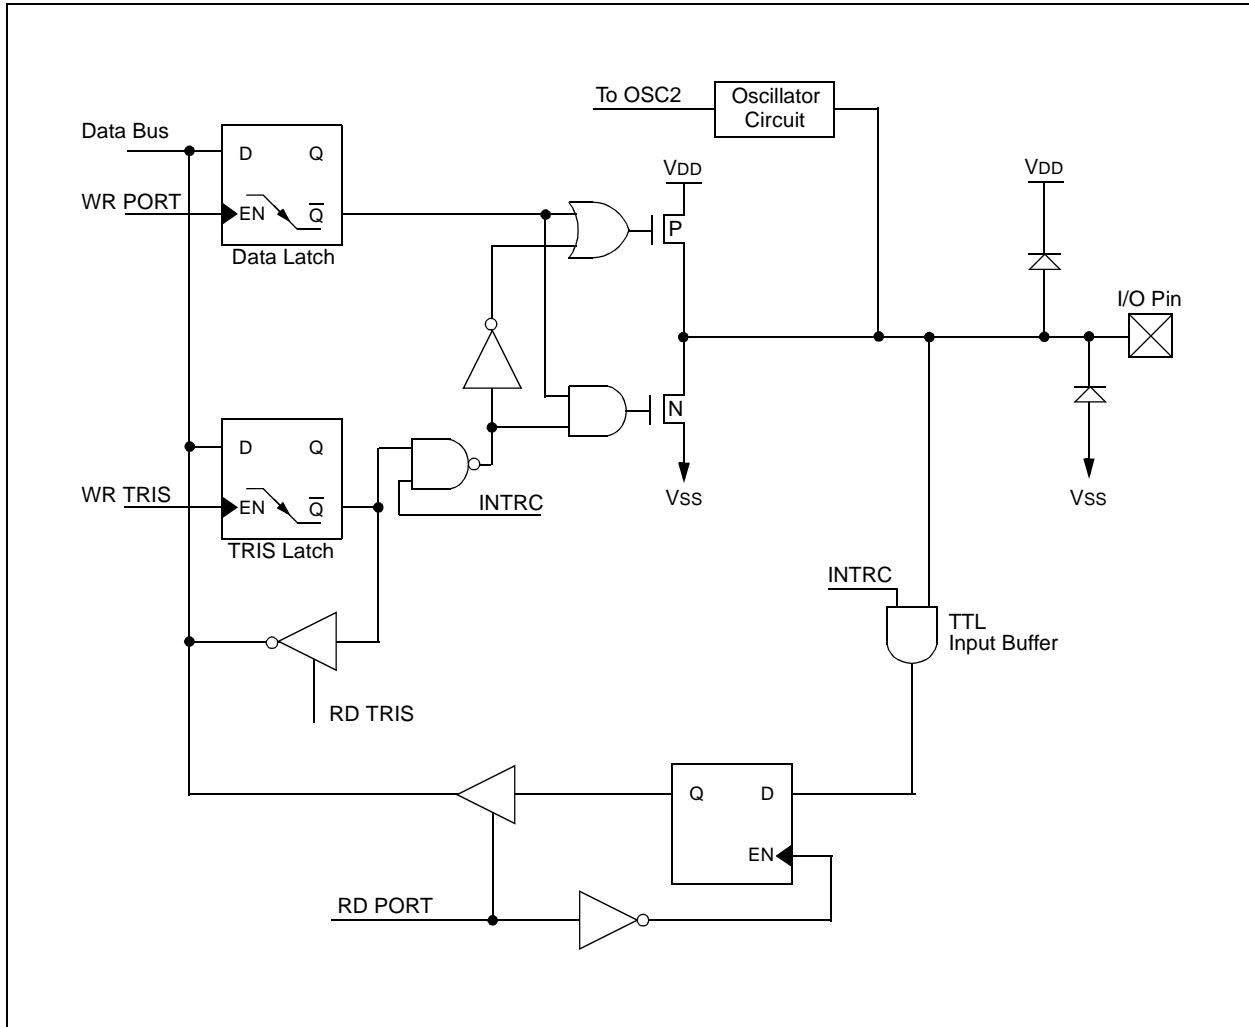 To OSC2
Oscillator
Circuit
Data Bus
D Q
VDD
VDD
WR PORT
EN Q̅
P
Data Latch
I/O Pin
N
D Q
WR TRIS
EN Q̅
INTRC
VSS
VSS
TRIS Latch
INTRC
TTL
Input Buffer
RD TRIS
Q D
EN
RD PORT